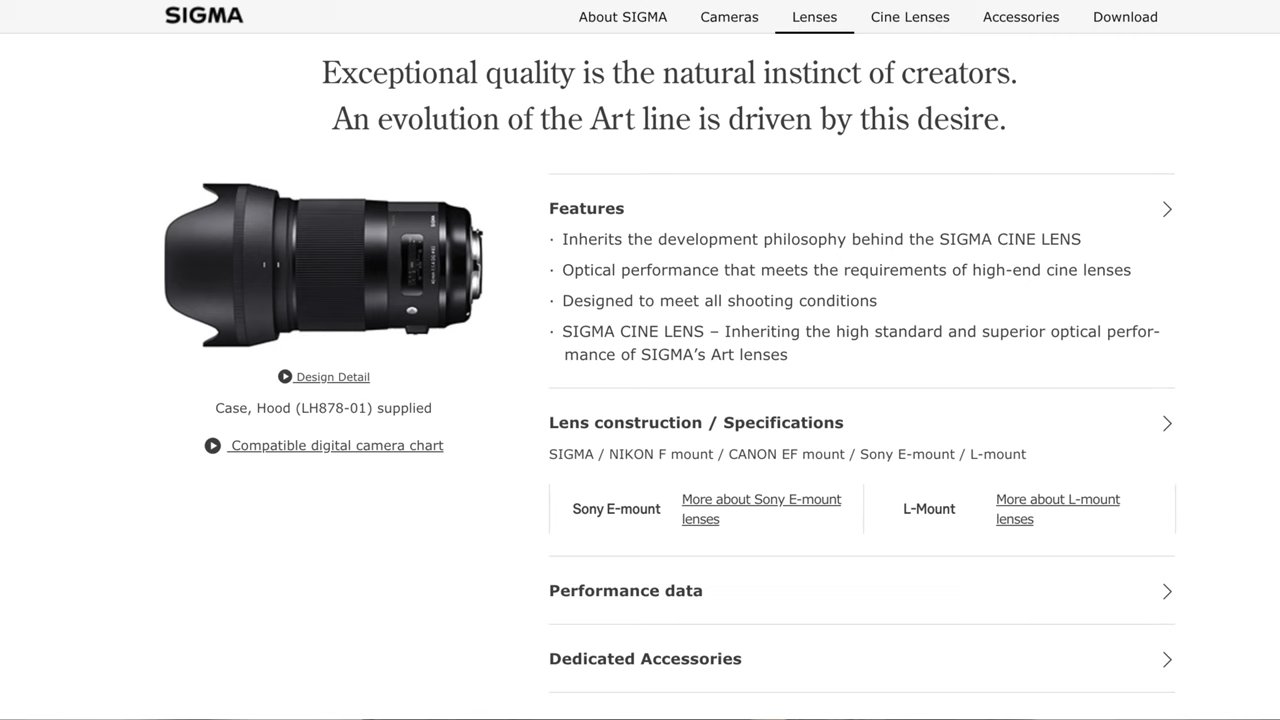 SIGMA
About SIGMA
Cameras
Lenses
Cine Lenses
Accessories
Download
Exceptional quality is the natural instinct of creators.
An evolution of the Art line is driven by this desire.
Design Detail
Case, Hood (LH878-01) supplied
Compatible digital camera chart
Features
· Inherits the development philosophy behind the SIGMA CINE LENS
· Optical performance that meets the requirements of high-end cine lenses
· Designed to meet all shooting conditions
· SIGMA CINE LENS – Inheriting the high standard and superior optical perfor-
mance of SIGMA’s Art lenses
Lens construction / Specifications
SIGMA / NIKON F mount / CANON EF mount / Sony E-mount / L-mount
Sony E-mount
More about Sony E-mount
lenses
L-Mount
More about L-mount
lenses
Performance data
Dedicated Accessories